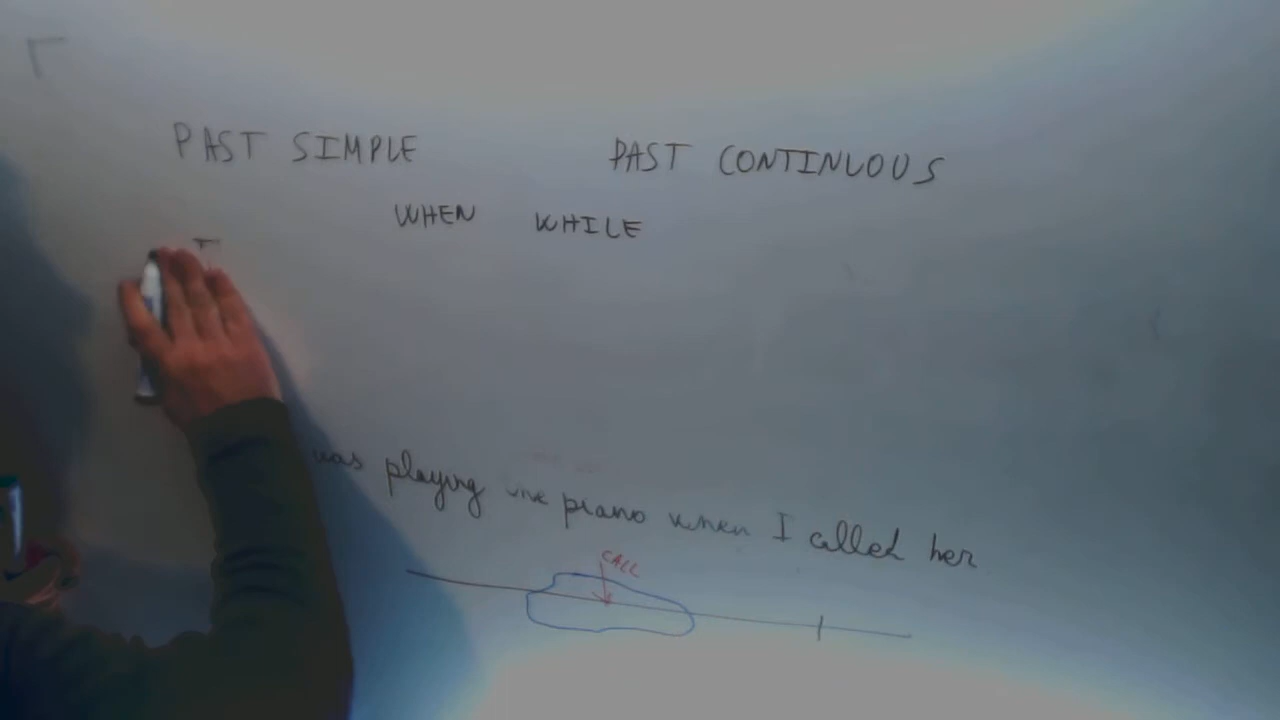 PAST SIMPLE PAST CONTINUOUS
WHEN WHILE
was playing the piano when I called her
CALL